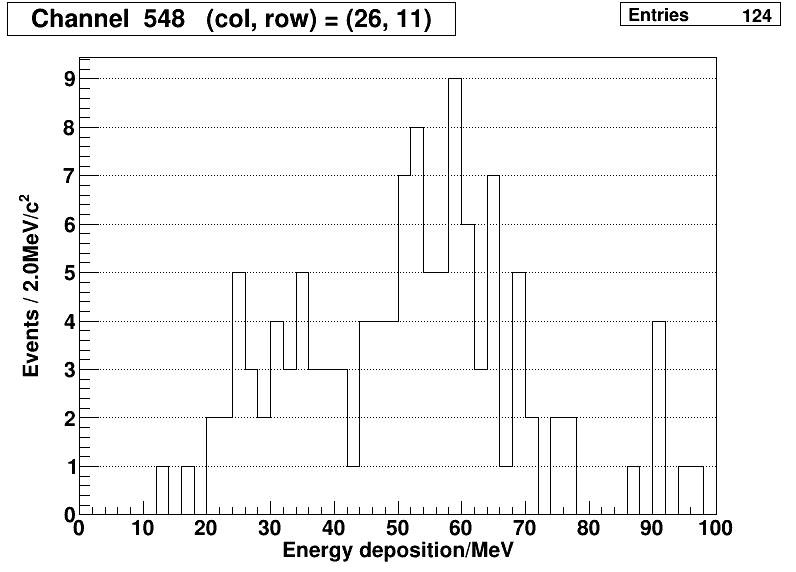 Channel 548 (col, row) = (26, 11)
Entries 124
9
8
7
6
5
4
3
2
1
0
Events / 2.0MeV/c²
0 10 20 30 40 50 60 70 80 90 100
Energy deposition/MeV